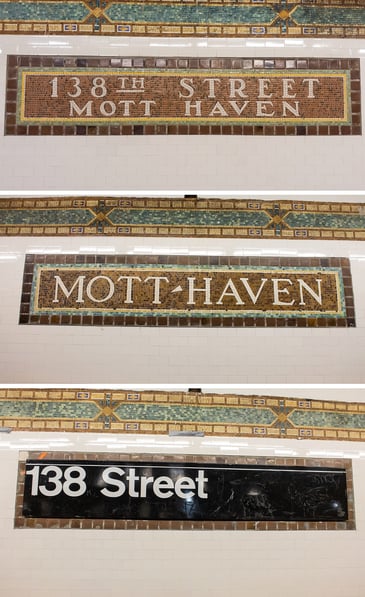 138TH STREET
MOTT HAVEN
MOTT-HAVEN
138 Street